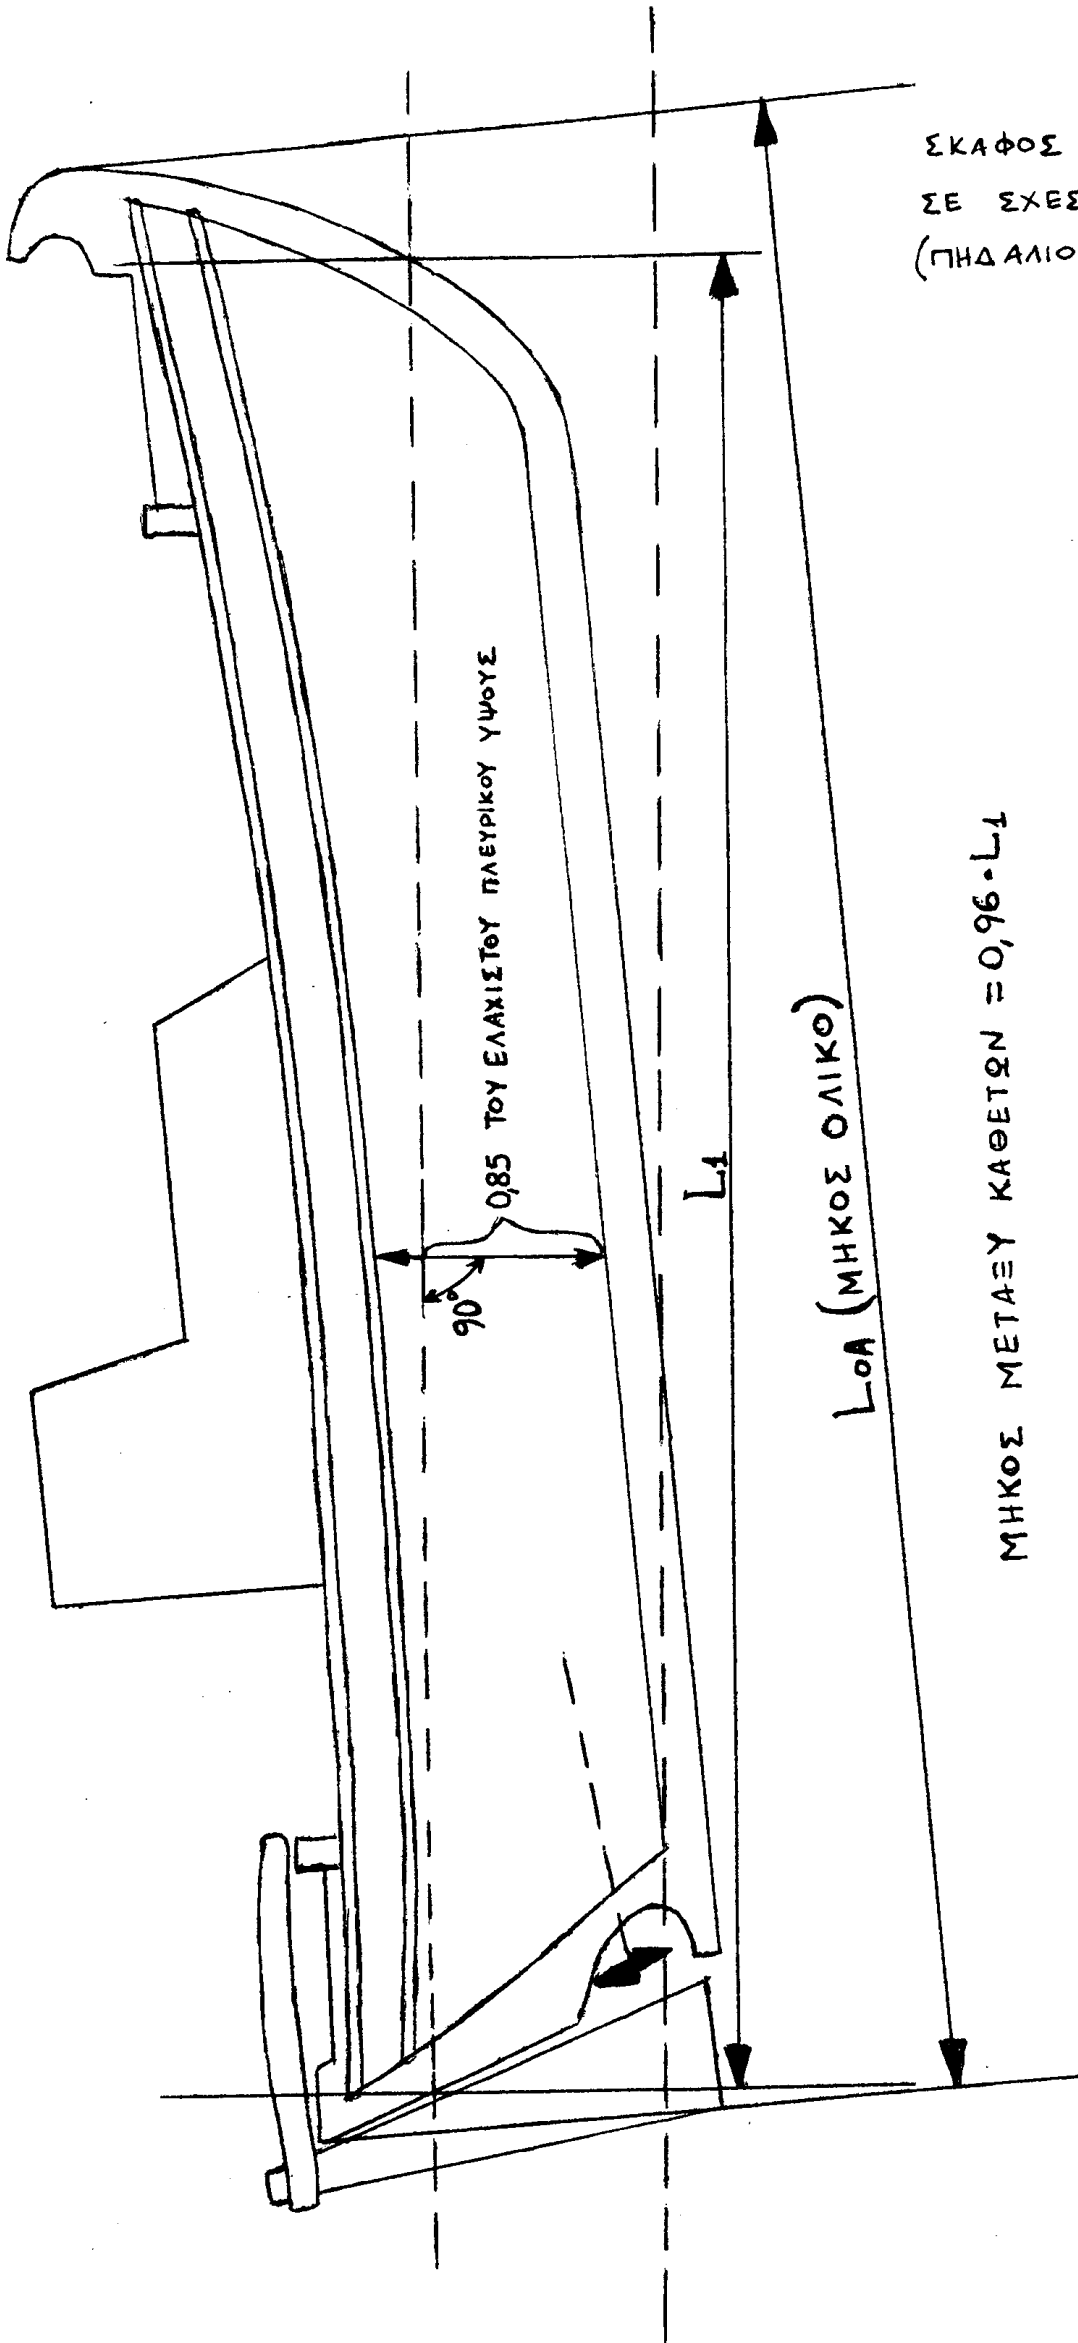 ΣΚΑΦΟΣ
ΣΕ ΣΧΕΣ
(ΠΗΔΑΛΙΟ
0,85 ΤΟΥ ΕΛΑΧΙΣΤΟΥ ΠΛΕΥΡΙΚΟΥ ΥΨΟΥΣ
90°
L1
LOA (ΜΗΚΟΣ ΟΛΙΚΟ)
ΜΗΚΟΣ ΜΕΤΑΞΥ ΚΑΘΕΤΩΝ = 0,96·L1